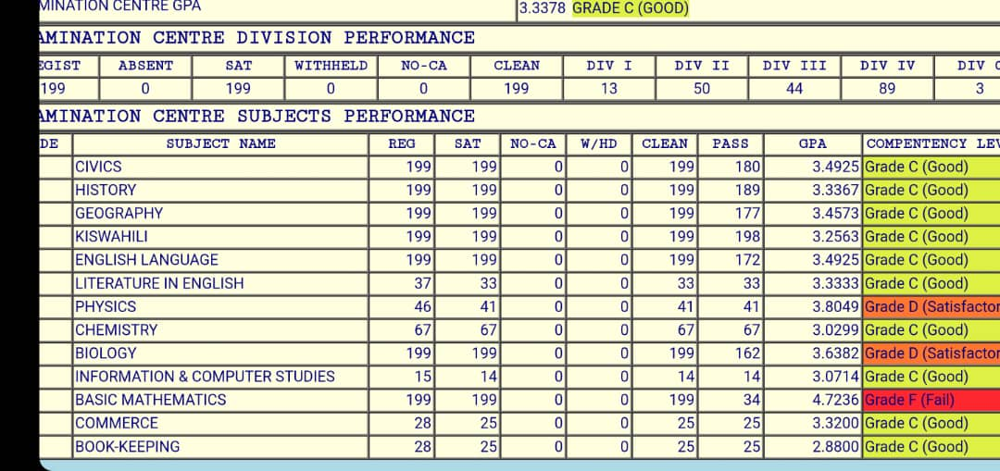 MINATION CENTRE GPA 3.3378 GRADE C (GOOD)
AMINATION CENTRE DIVISION PERFORMANCE
EGIST ABSENT SAT WITHHELD NO-CA CLEAN DIV I DIV II DIV III DIV IV DIV
199 0 199 0 0 199 13 50 44 89 3
AMINATION CENTRE SUBJECTS PERFORMANCE
DE SUBJECT NAME REG SAT NO-CA W/HD CLEAN PASS GPA COMPENTENCY LEV
CIVICS 199 199 0 0 199 180 3.4925 Grade C (Good)
HISTORY 199 199 0 0 199 189 3.3367 Grade C (Good)
GEOGRAPHY 199 199 0 0 199 177 3.4573 Grade C (Good)
KISWAHILI 199 199 0 0 199 198 3.2563 Grade C (Good)
ENGLISH LANGUAGE 199 199 0 0 199 172 3.4925 Grade C (Good)
LITERATURE IN ENGLISH 37 33 0 0 33 33 3.3333 Grade C (Good)
PHYSICS 46 41 0 0 41 41 3.8049 Grade D (Satisfactor
CHEMISTRY 67 67 0 0 67 67 3.0299 Grade C (Good)
BIOLOGY 199 199 0 0 199 162 3.6382 Grade D (Satisfactor
INFORMATION & COMPUTER STUDIES 15 14 0 0 14 14 3.0714 Grade C (Good)
BASIC MATHEMATICS 199 199 0 0 199 34 4.7236 Grade F (Fail)
COMMERCE 28 25 0 0 25 25 3.3200 Grade C (Good)
BOOK-KEEPING 28 25 0 0 25 25 2.8800 Grade C (Good)